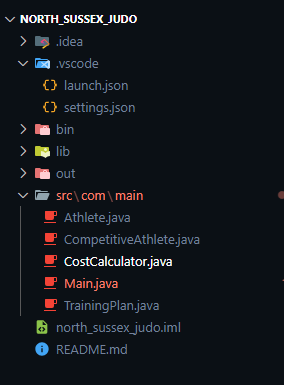 NORTH_SUSSEX_JUDO
.idea
.vscode
launch.json
settings.json
bin
lib
out
src\com\main
Athlete.java
CompetitiveAthlete.java
CostCalculator.java
Main.java
TrainingPlan.java
north_sussex_judo.iml
README.md